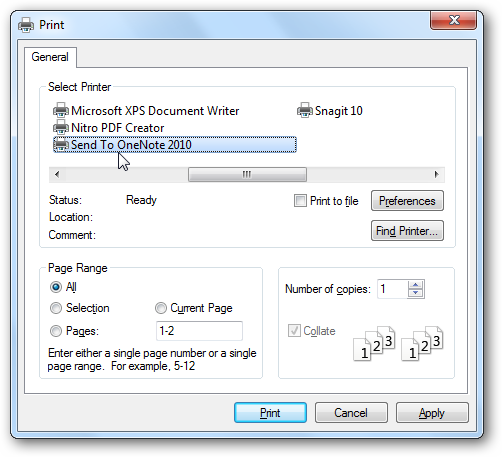 Print
General
Select Printer
Microsoft XPS Document Writer
Snagit 10
Nitro PDF Creator
Send To OneNote 2010
Status: Ready
Print to file
Preferences
Location:
Comment:
Find Printer...
Page Range
All
Selection
Current Page
Pages: 1-2
Enter either a single page number or a single
page range. For example, 5-12
Number of copies: 1
Collate
1 2 3 1 2 3
Print Cancel Apply